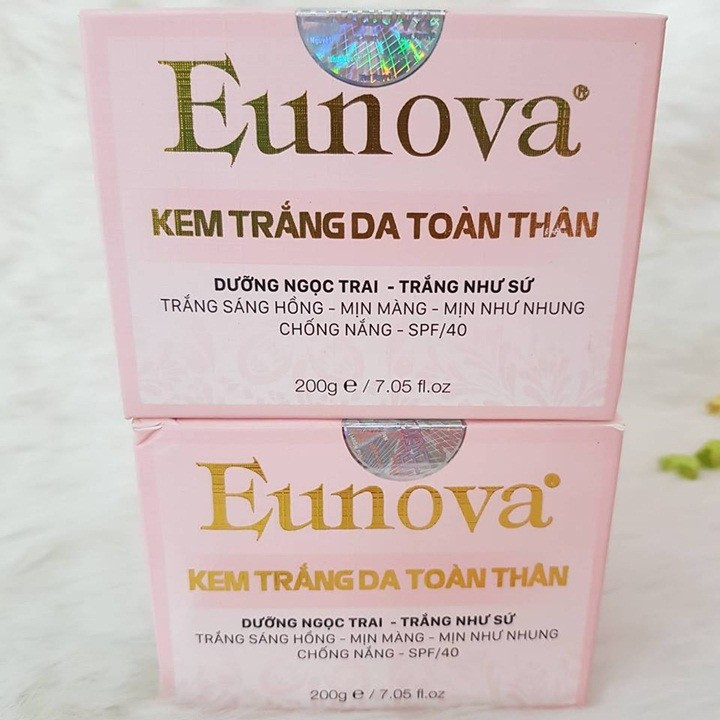 Eunova®
KEM TRẮNG DA TOÀN THÂN
DƯỠNG NGỌC TRAI - TRẮNG NHƯ SỨ
TRẮNG SÁNG HỒNG - MỊN MÀNG - MỊN NHƯ NHUNG
CHỐNG NẮNG - SPF/40
200g ℮ / 7.05 fl.oz
Eunova®
KEM TRẮNG DA TOÀN THÂN
DƯỠNG NGỌC TRAI - TRẮNG NHƯ SỨ
TRẮNG SÁNG HỒNG - MỊN MÀNG - MỊN NHƯ NHUNG
CHỐNG NẮNG - SPF/40
200g ℮ / 7.05 fl.oz